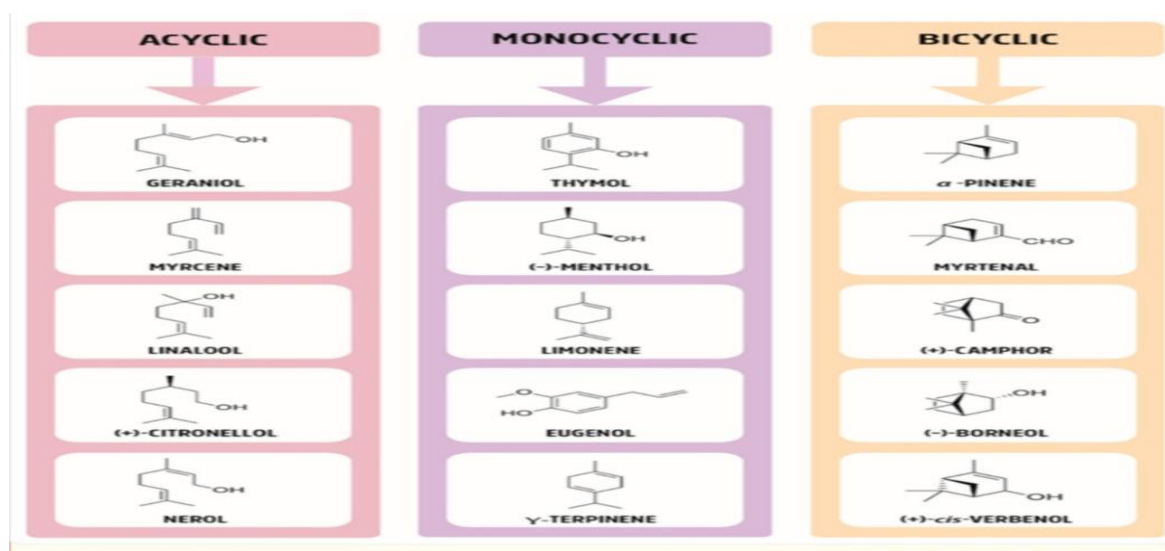 ACYCLIC
OH
GERANIOL
MYRCENE
OH
LINALOOL
OH
(+)-CITRONELLOL
OH
NEROL
MONOCYCLIC
OH
THYMOL
OH
(-)-MENTHOL
LIMONENE
O
HO
EUGENOL
γ-TERPINENE
BICYCLIC
α -PINENE
CHO
MYRTENAL
O
(+)-CAMPHOR
OH
(-)-BORNEOL
OH
(+)-cis-VERBENOL